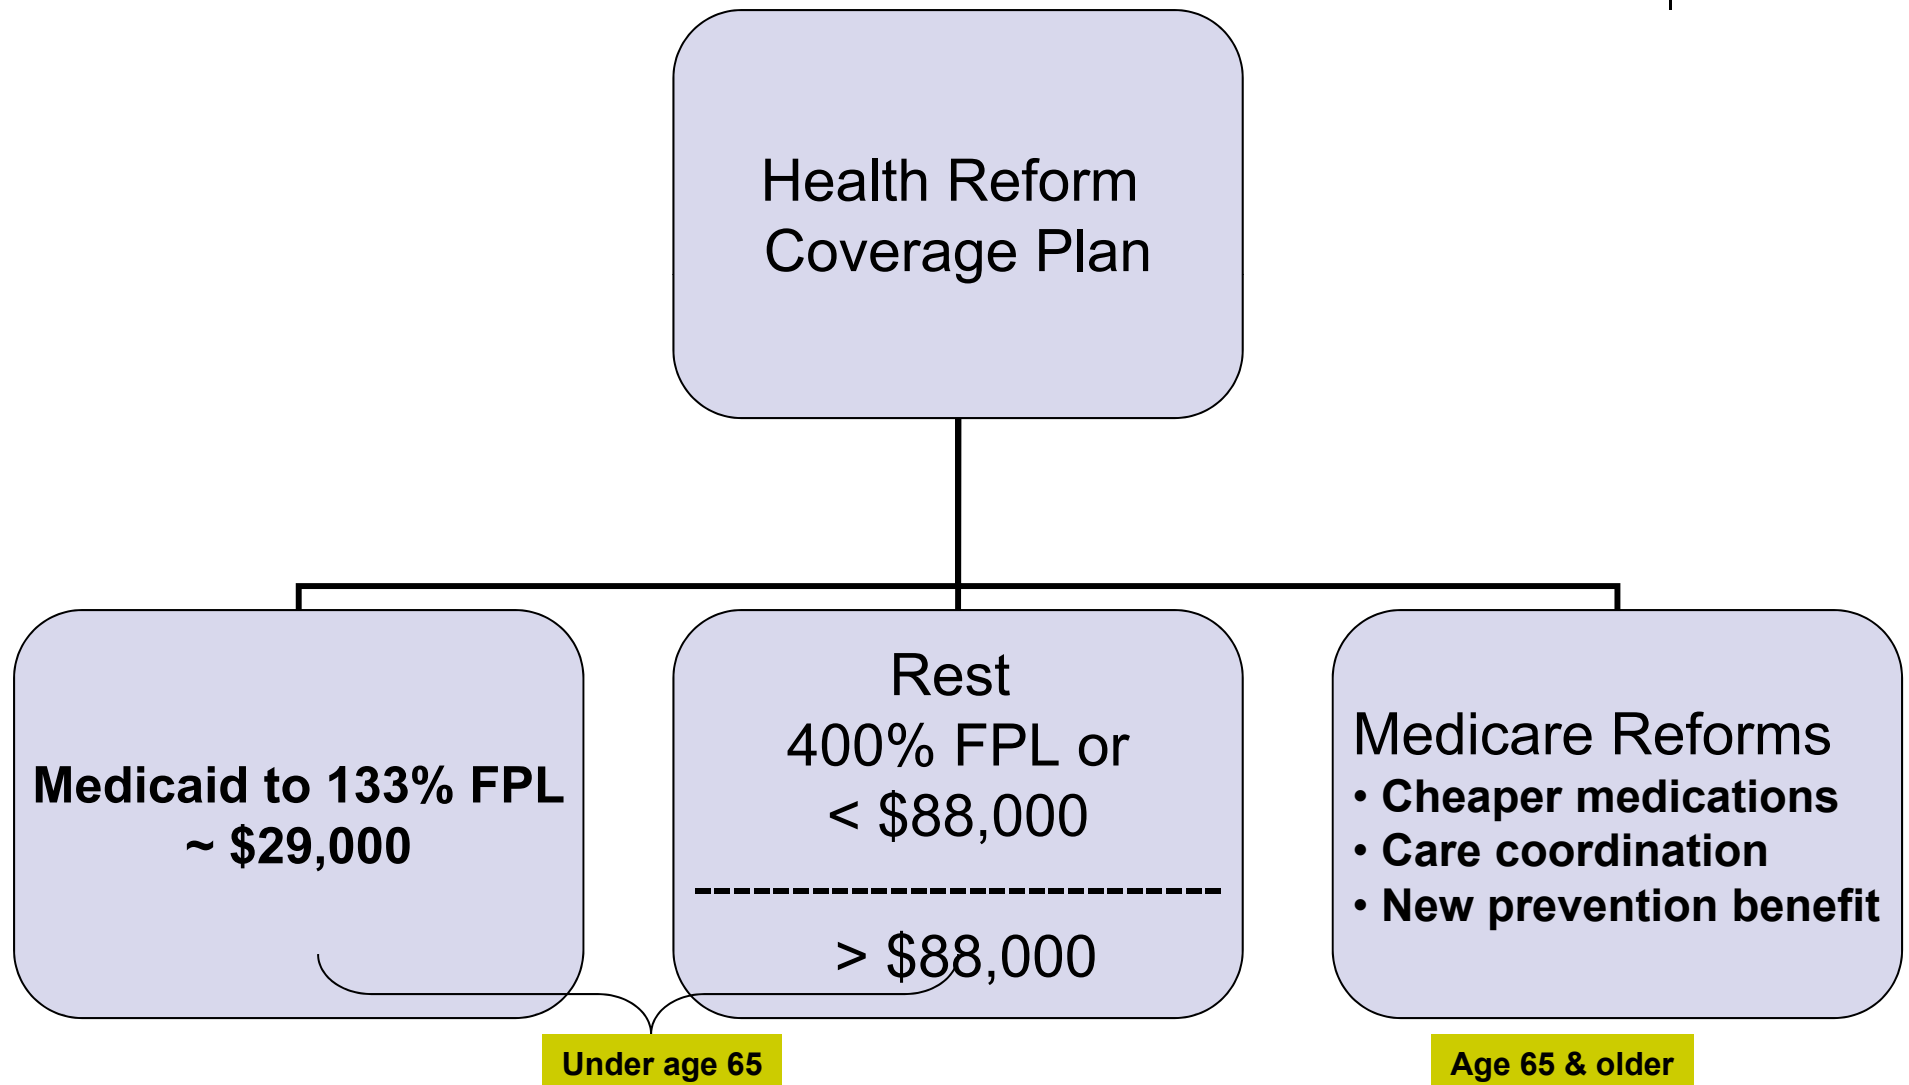 Health Reform
Coverage Plan
Medicaid to 133% FPL
~ $29,000
Rest
400% FPL or
< $88,000
---------------------------
> $88,000
Medicare Reforms
• Cheaper medications
• Care coordination
• New prevention benefit
Under age 65
Age 65 & older